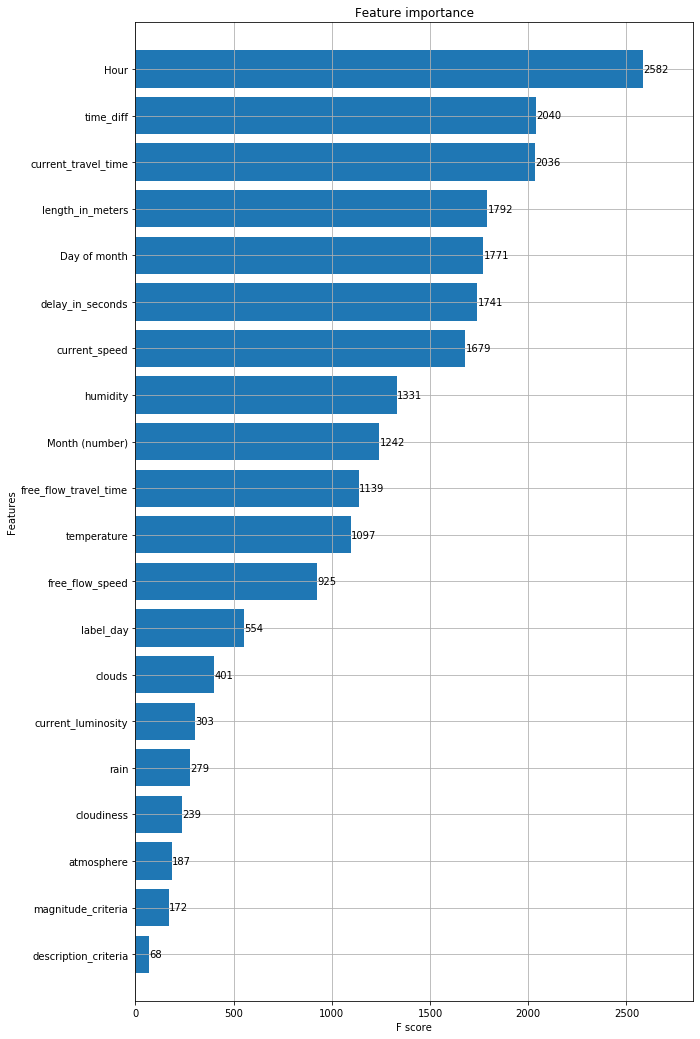 Feature importance
Hour 2582
time_diff 2040
current_travel_time 2036
length_in_meters 1792
Day of month 1771
delay_in_seconds 1741
current_speed 1679
humidity 1331
Month (number) 1242
free_flow_travel_time 1139
temperature 1097
free_flow_speed 925
label_day 554
clouds 401
current_luminosity 303
rain 279
cloudiness 239
atmosphere 187
magnitude_criteria 172
description_criteria 68
Features
0 500 1000 1500 2000 2500
F score